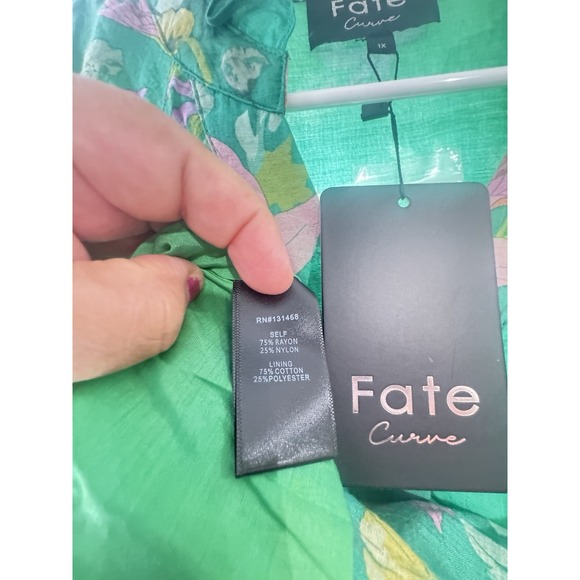 Fate
Curve
1X
RN#131468
SELF
75% RAYON
25% NYLON
LINING
75% COTTON
25%POLYESTER
Fate
Curve